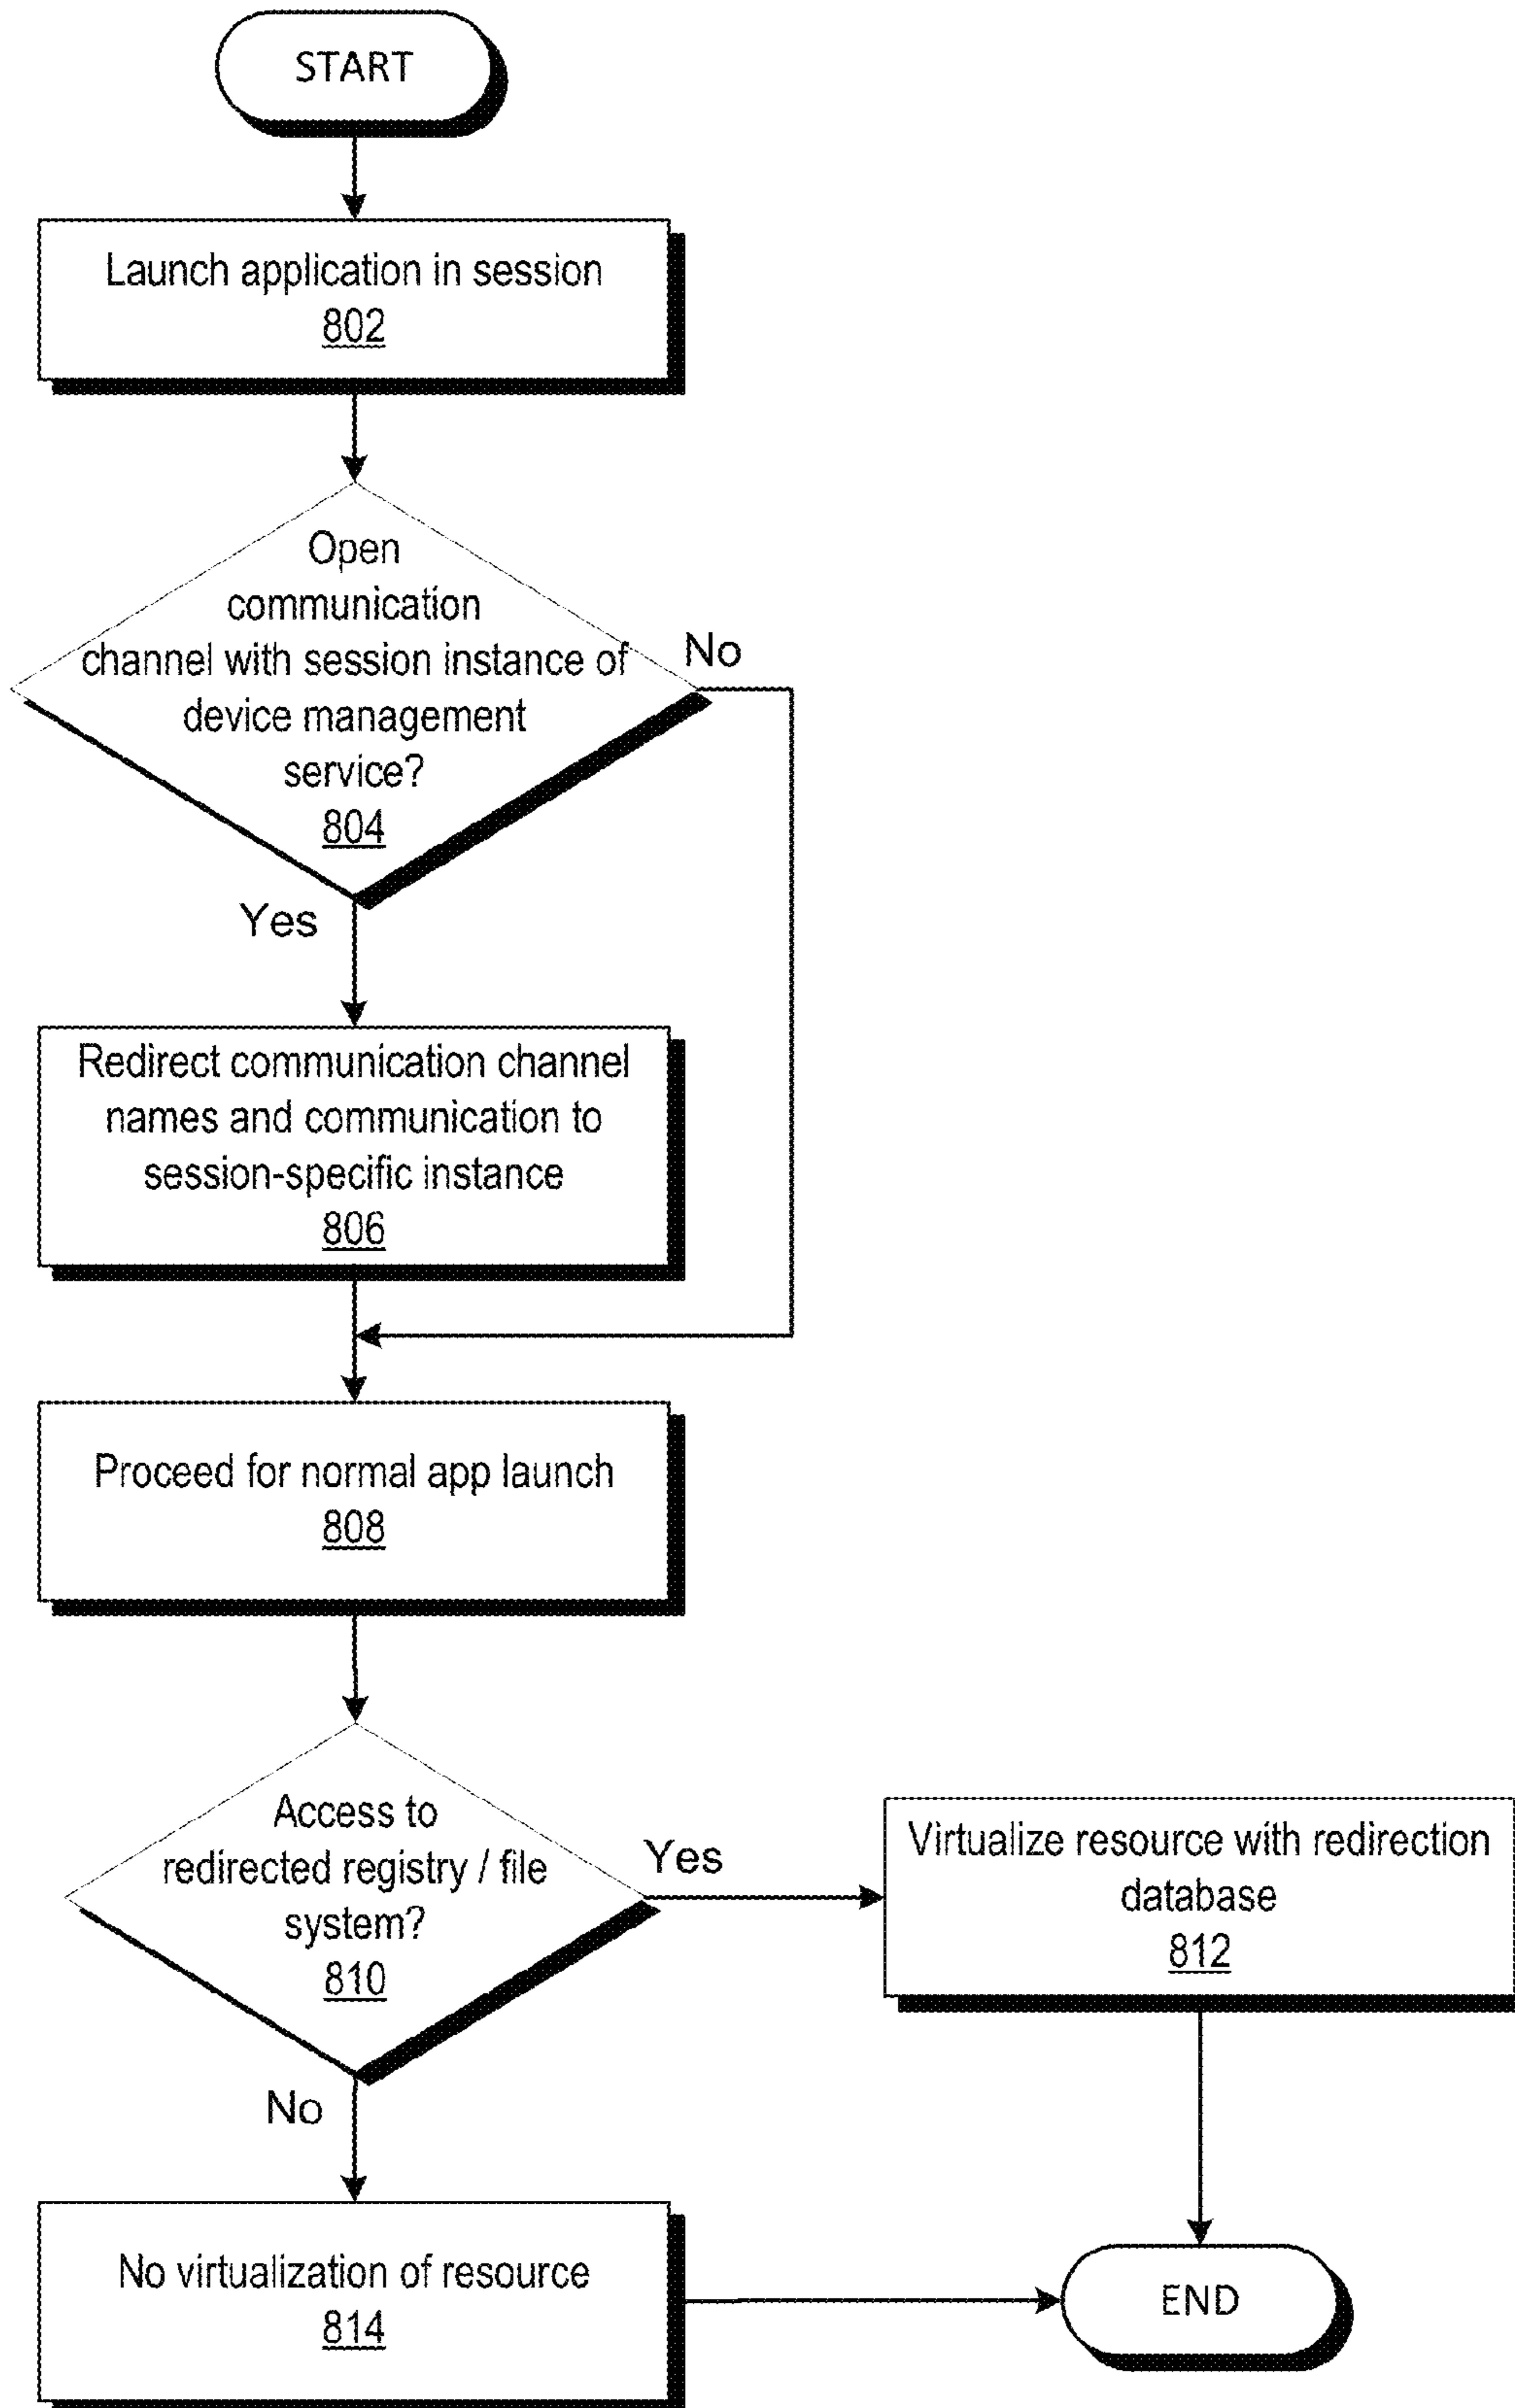 START
Launch application in session
802
Open
communication
channel with session instance of
device management
service?
804
No
Yes
Redirect communication channel
names and communication to
session-specific instance
806
Proceed for normal app launch
808
Access to
redirected registry / file
system?
810
Yes
Virtualize resource with redirection
database
812
No
No virtualization of resource
814
END